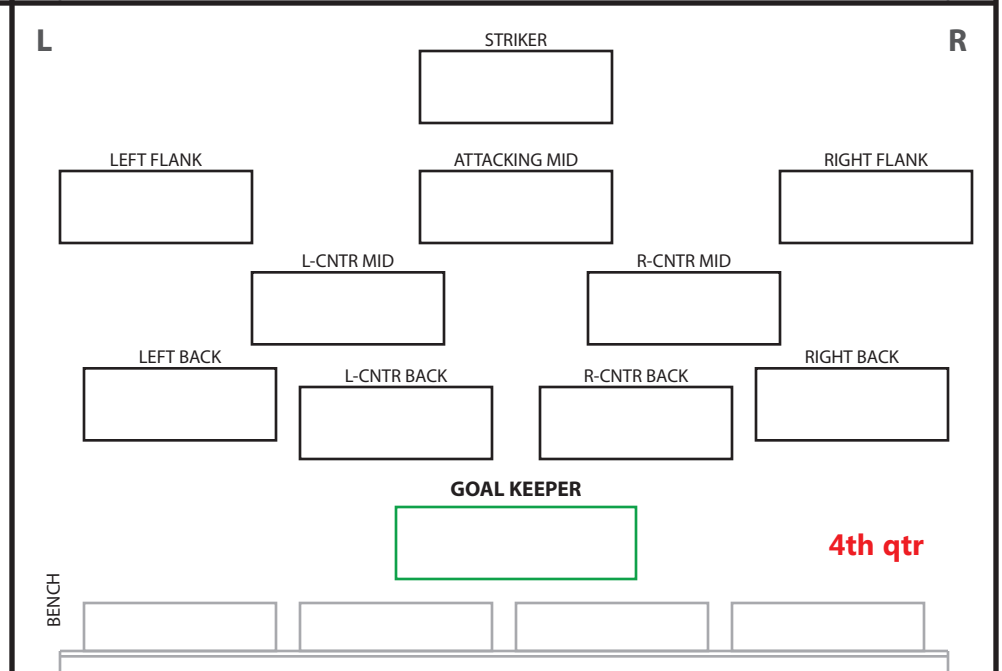 L
R
STRIKER
LEFT FLANK
ATTACKING MID
RIGHT FLANK
L-CNTR MID
R-CNTR MID
LEFT BACK
RIGHT BACK
L-CNTR BACK
R-CNTR BACK
GOAL KEEPER
4th qtr
BENCH